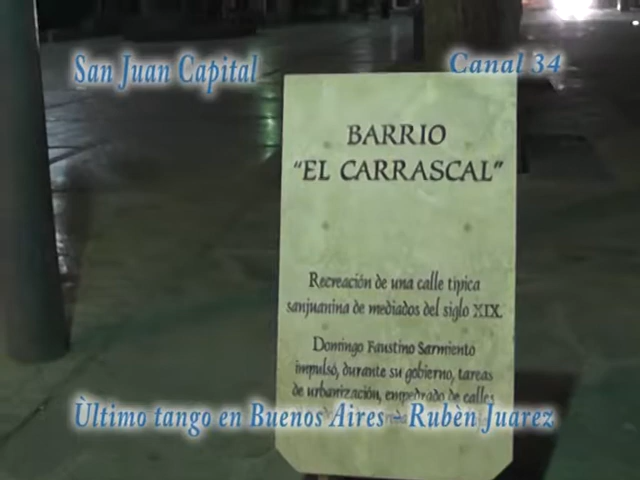 San Juan Capital
Canal 34
BARRIO
"EL CARRASCAL"
Recreación de una calle típica
sanjuanina de mediados del siglo XIX.
Domingo Faustino Sarmiento
impulsó, durante su gobierno, tareas
de urbanización, empedrado de calles
Ùltimo tango en Buenos Aires - Rubèn Juarez